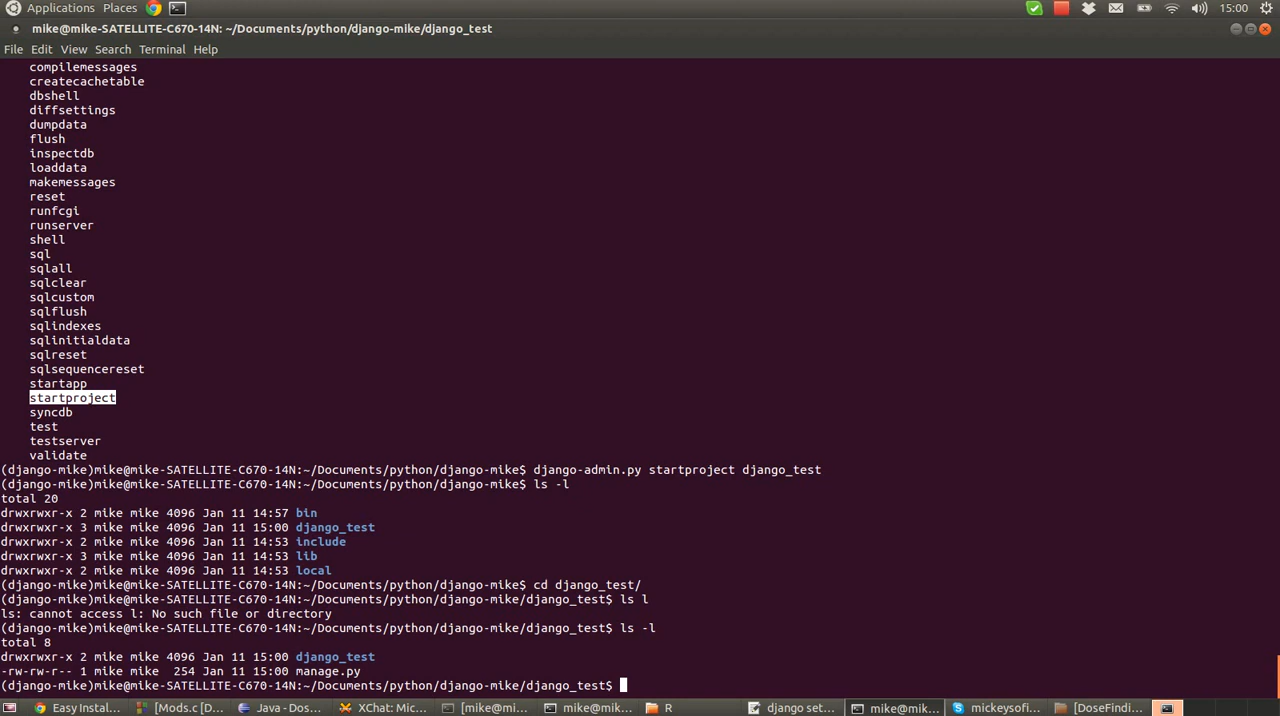 Applications Places 15:00
mike@mike-SATELLITE-C670-14N: ~/Documents/python/django-mike/django_test
File Edit View Search Terminal Help
compilemessages
createcachetable
dbshell
diffsettings
dumpdata
flush
inspectdb
loaddata
makemessages
reset
runfcgi
runserver
shell
sql
sqlall
sqlclear
sqlcustom
sqlflush
sqlindexes
sqlinitialdata
sqlreset
sqlsequencereset
startapp
startproject
syncdb
test
testserver
validate
(django-mike)mike@mike-SATELLITE-C670-14N:~/Documents/python/django-mike$ django-admin.py startproject django_test
(django-mike)mike@mike-SATELLITE-C670-14N:~/Documents/python/django-mike$ ls -l
total 20
drwxrwxr-x 2 mike mike 4096 Jan 11 14:57 bin
drwxrwxr-x 3 mike mike 4096 Jan 11 15:00 django_test
drwxrwxr-x 2 mike mike 4096 Jan 11 14:53 include
drwxrwxr-x 3 mike mike 4096 Jan 11 14:53 lib
drwxrwxr-x 2 mike mike 4096 Jan 11 14:53 local
(django-mike)mike@mike-SATELLITE-C670-14N:~/Documents/python/django-mike$ cd django_test/
(django-mike)mike@mike-SATELLITE-C670-14N:~/Documents/python/django-mike/django_test$ ls l
ls: cannot access l: No such file or directory
(django-mike)mike@mike-SATELLITE-C670-14N:~/Documents/python/django-mike/django_test$ ls -l
total 8
drwxrwxr-x 2 mike mike 4096 Jan 11 15:00 django_test
-rw-rw-r-- 1 mike mike  254 Jan 11 15:00 manage.py
(django-mike)mike@mike-SATELLITE-C670-14N:~/Documents/python/django-mike/django_test$
Easy Instal... [Mods.c [D... Java - Dos... XChat: Mic... [mike@mi... mike@mik... R django set... mike@mik... mickeysofi... [DoseFindi...